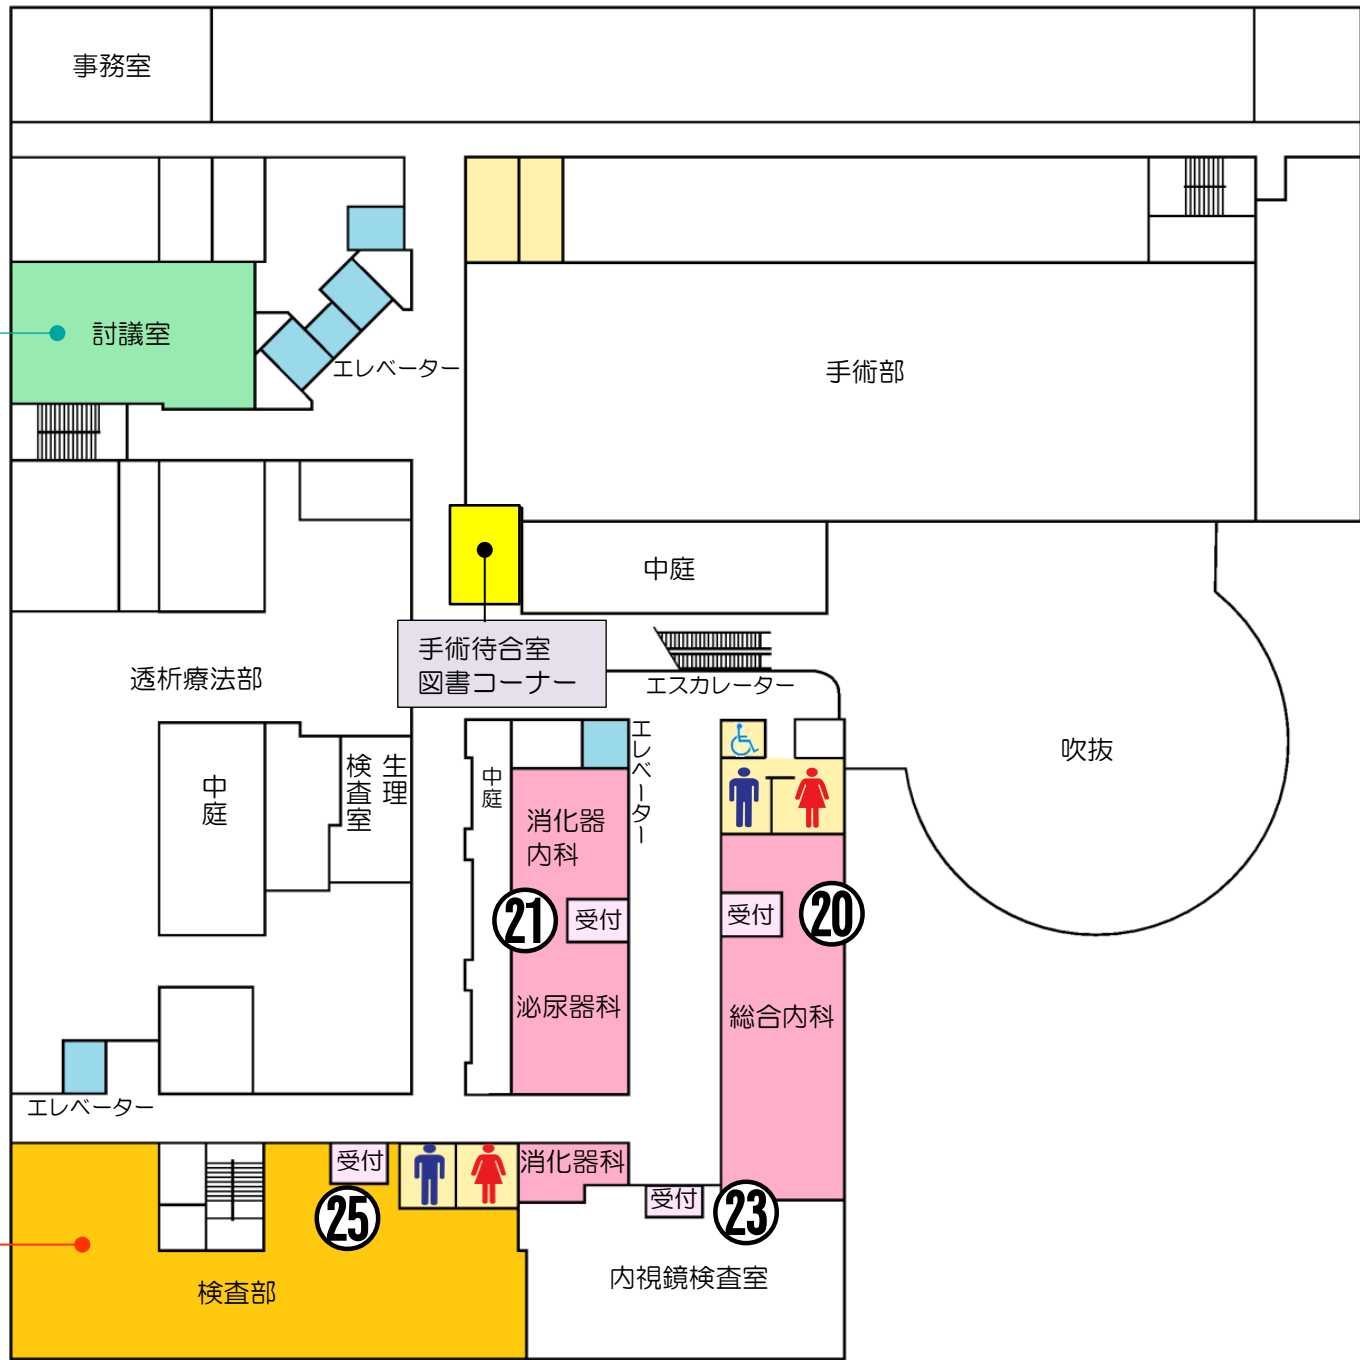 事務室
討議室
エレベーター
手術部
中庭
手術待合室
図書コーナー
エスカレーター
透析療法部
吹抜
中庭
生理
検査室
中庭
エレベーター
消化器
内科
受付
21
受付
20
泌尿器科
総合内科
エレベーター
受付
消化器科
25
受付
23
検査部
内視鏡検査室